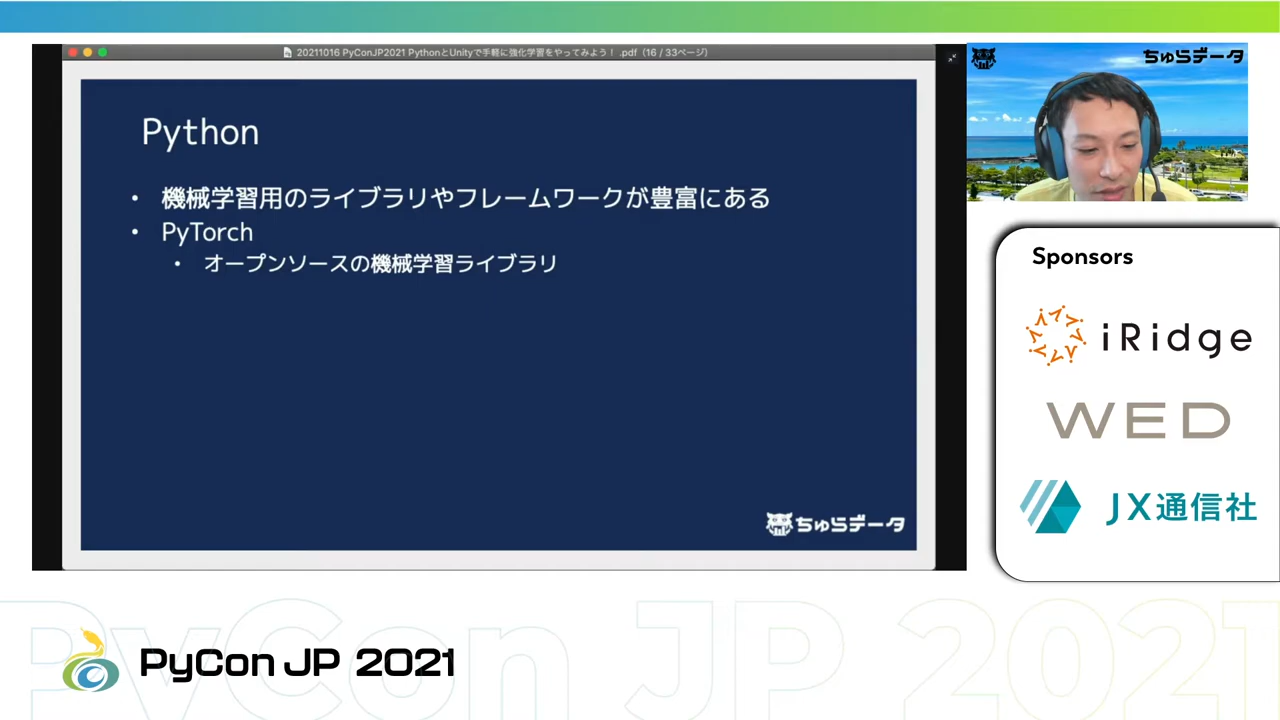 20211016 PyConJP2021 PythonとUnityで手軽に強化学習をやってみよう！ .pdf（16 / 33ページ）
Python
• 機械学習用のライブラリやフレームワークが豊富にある
• PyTorch
• オープンソースの機械学習ライブラリ
ちゅらデータ
ちゅらデータ
Sponsors
iRidge
WED
JX通信社
PyCon JP 2021
PyCon JP 2021